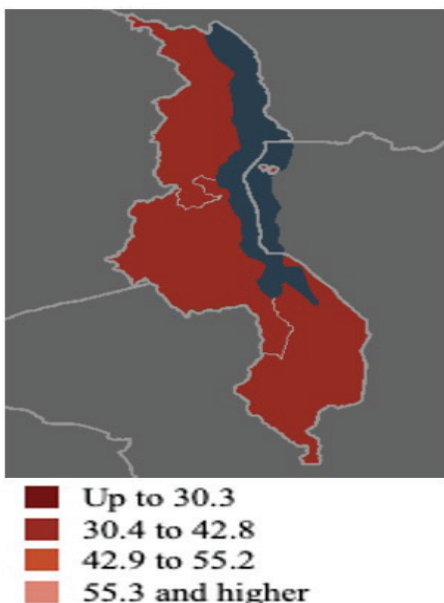 Up to 30.3
30.4 to 42.8
42.9 to 55.2
55.3 and higher